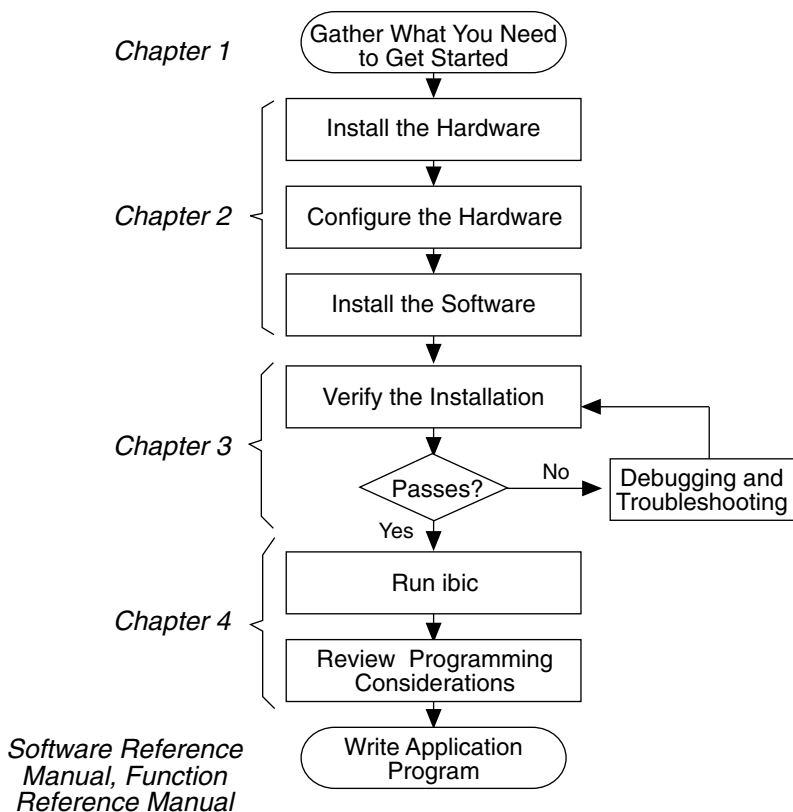 Chapter 1
Gather What You Need
to Get Started
Install the Hardware
Chapter 2
Configure the Hardware
Install the Software
Verify the Installation
Chapter 3
Passes?
No
Debugging and
Troubleshooting
Yes
Run ibic
Chapter 4
Review Programming
Considerations
Software Reference
Manual, Function
Reference Manual
Write Application
Program